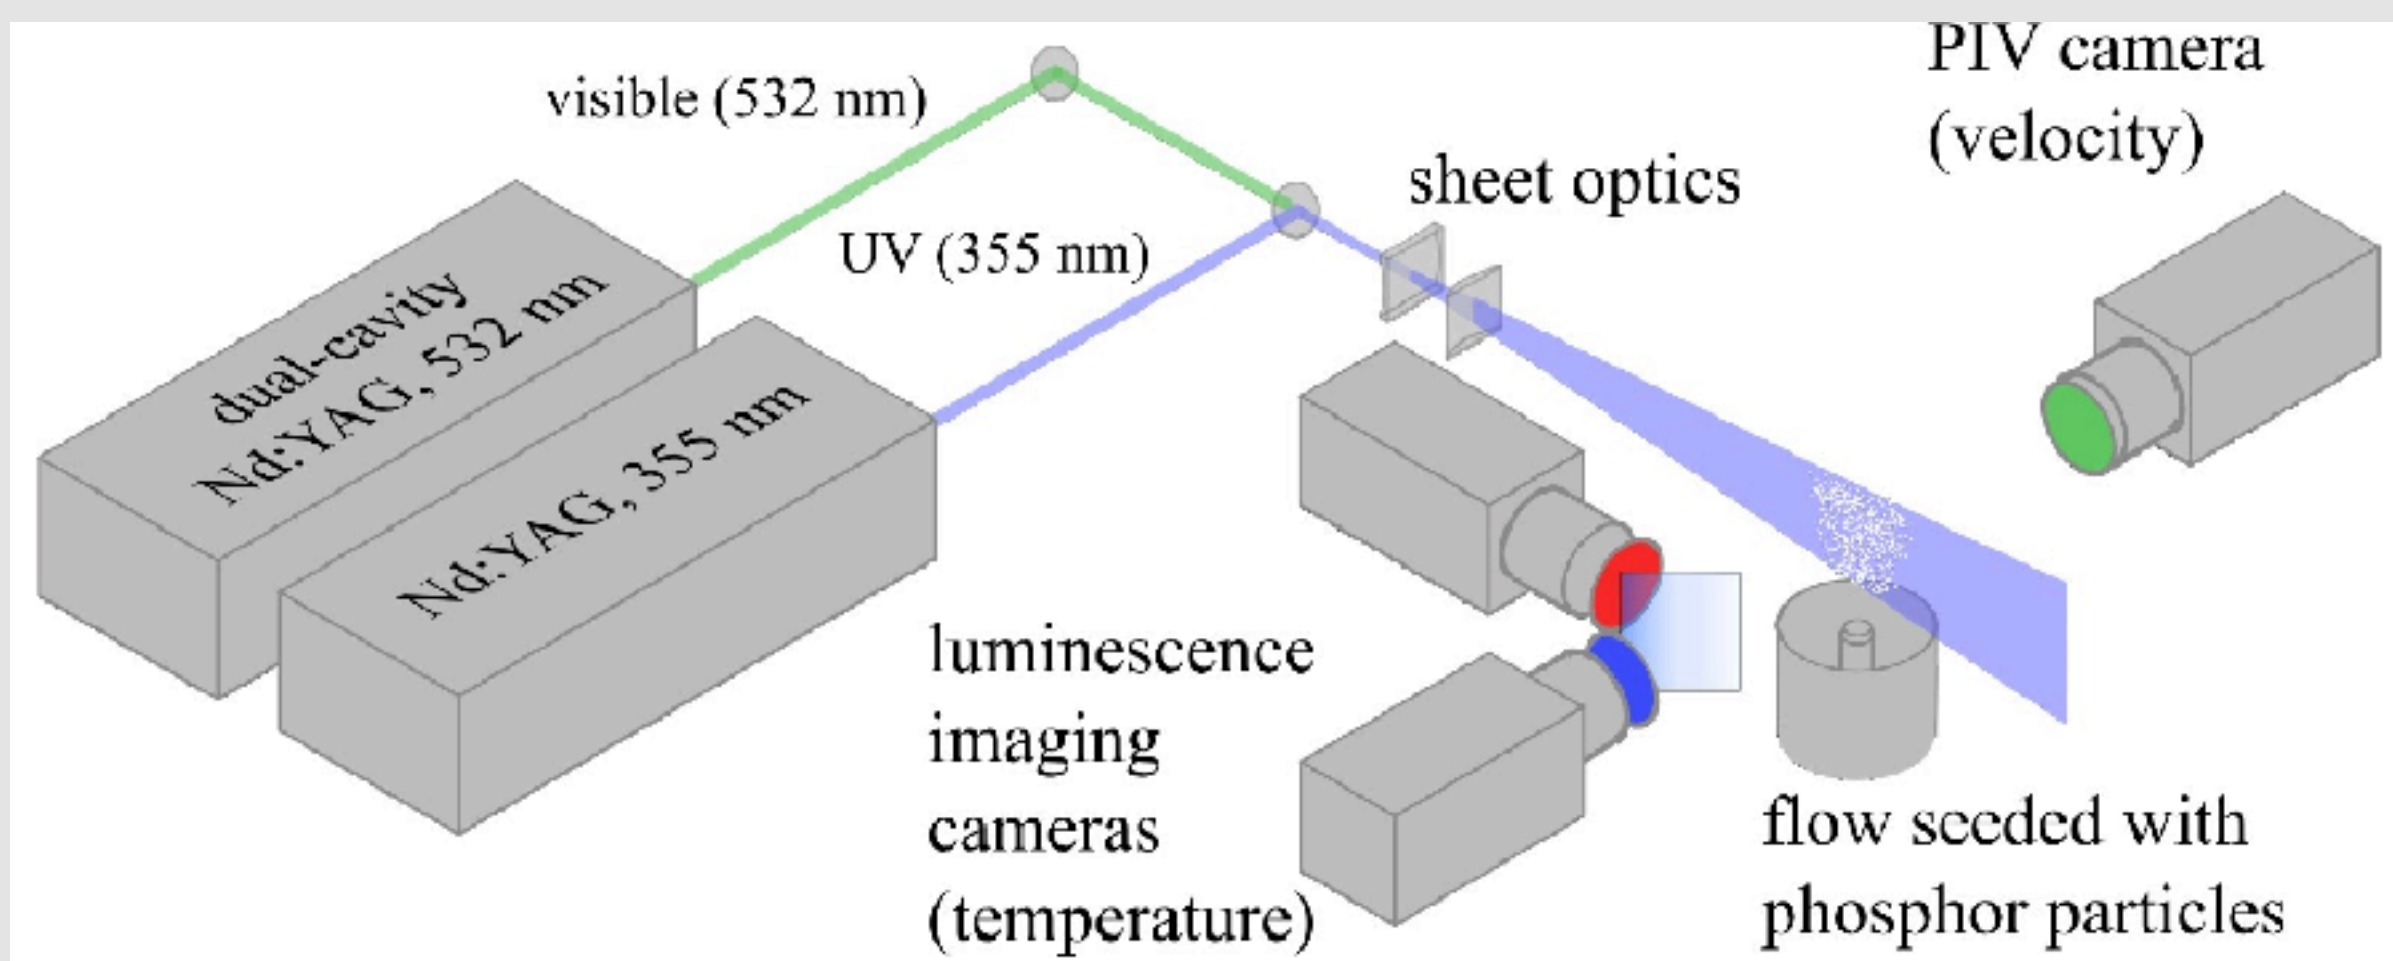 PIV camera
(velocity)
visible (532 nm)
sheet optics
UV (355 nm)
dual-cavity
Nd:YAG, 532 nm
Nd:YAG, 355 nm
luminescence
imaging
cameras
(temperature)
flow seeded with
phosphor particles